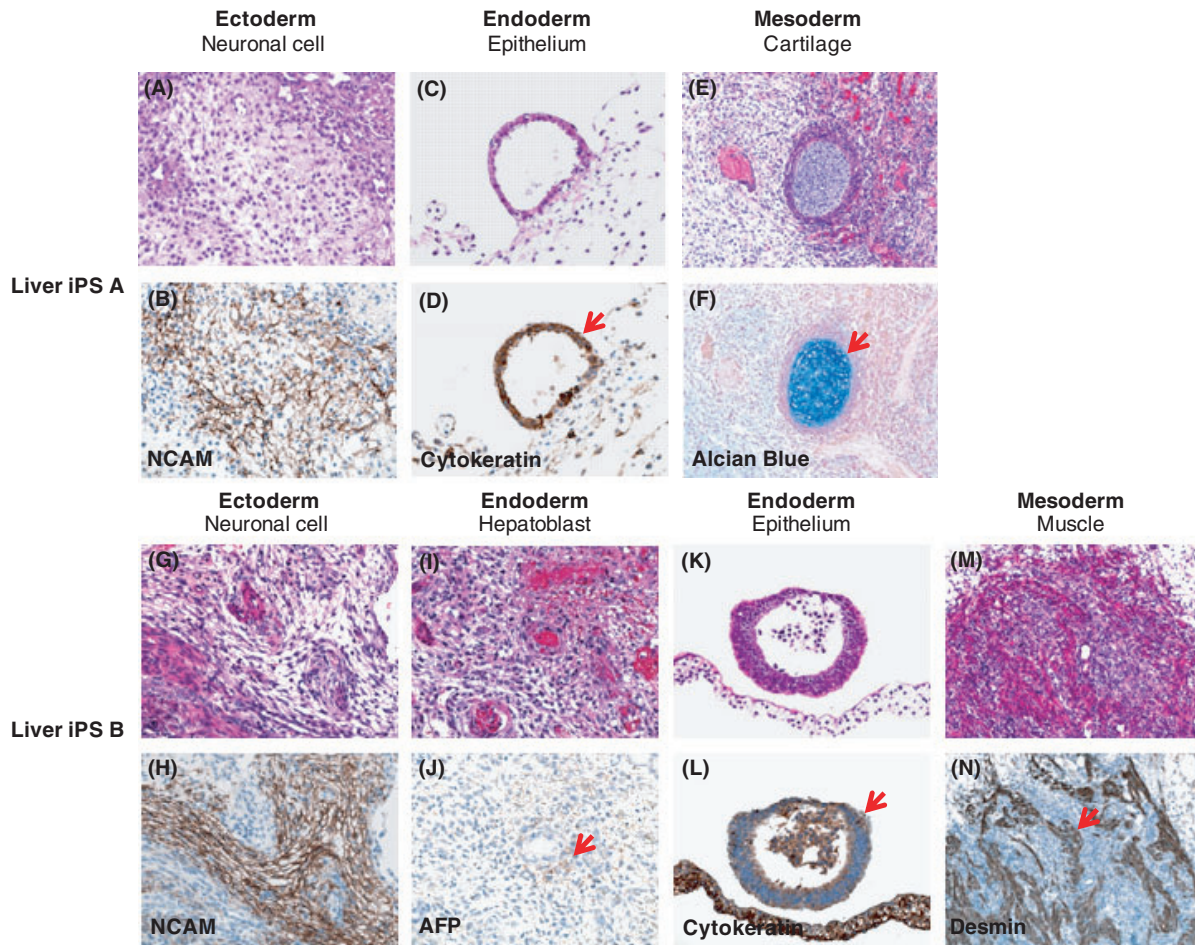 Ectoderm
Neuronal cell
Endoderm
Epithelium
Mesoderm
Cartilage
(A)
(C)
(E)
Liver iPS A
(B)
(D)
(F)
NCAM
Cytokeratin
Alcian Blue
Ectoderm
Neuronal cell
Endoderm
Hepatoblast
Endoderm
Epithelium
Mesoderm
Muscle
(G)
(I)
(K)
(M)
Liver iPS B
(H)
(J)
(L)
(N)
NCAM
AFP
Cytokeratin
Desmin